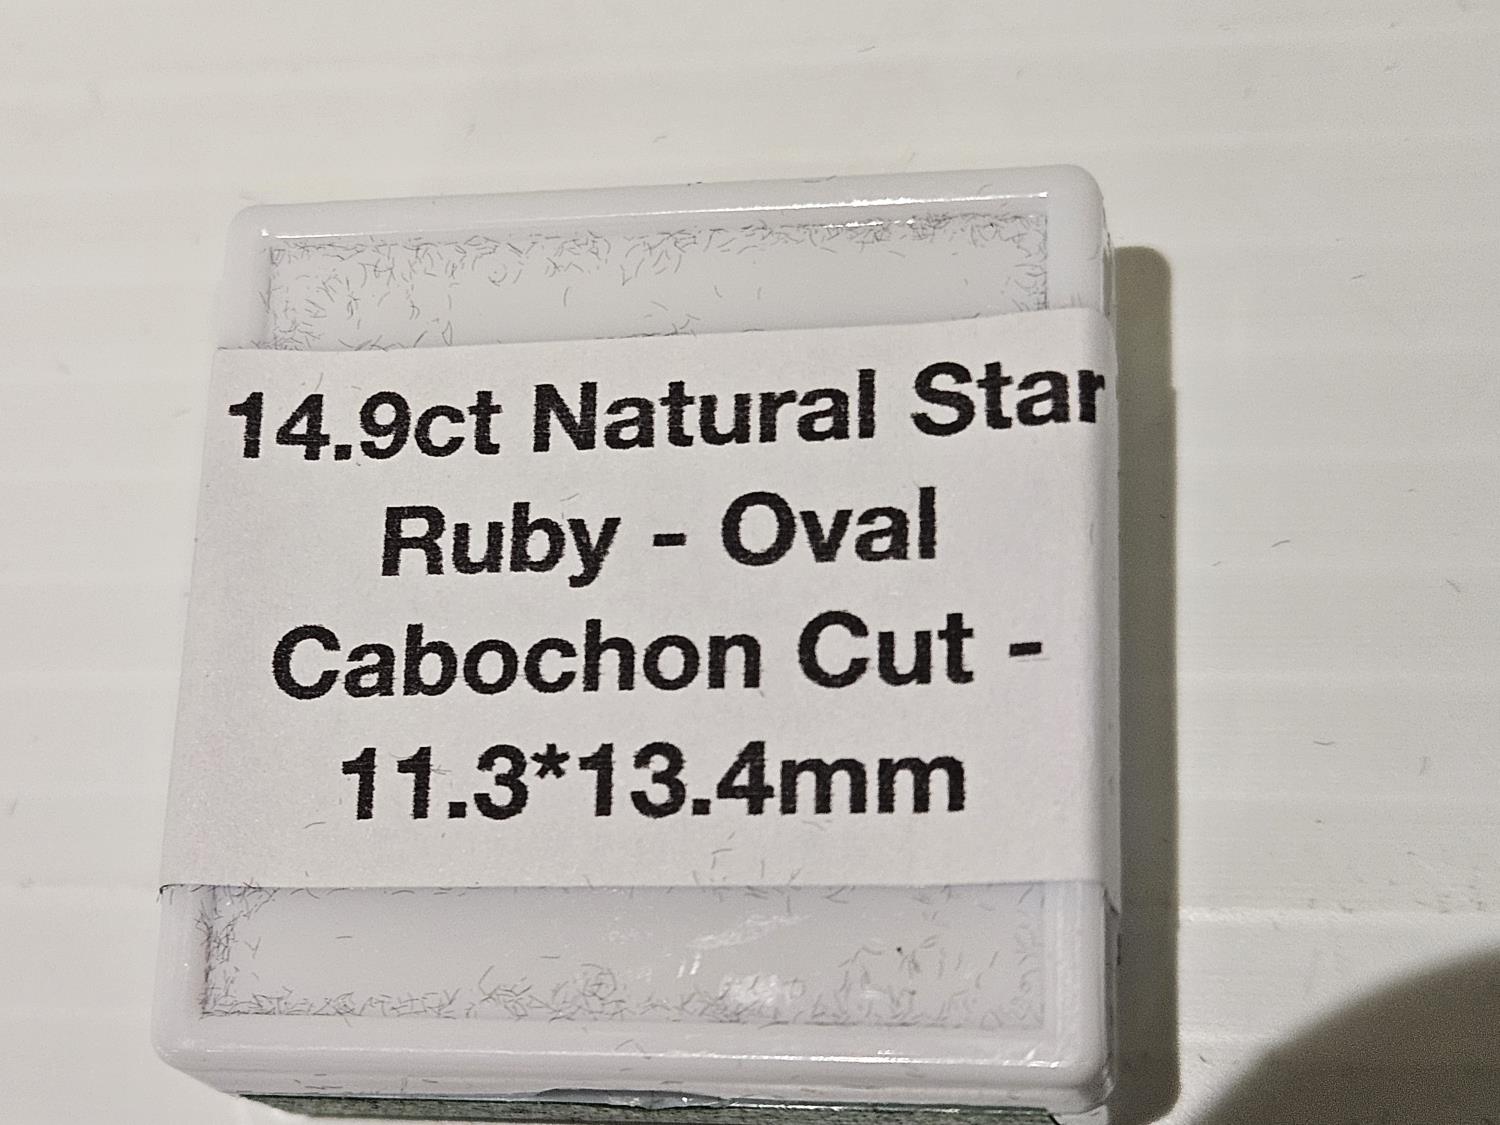 14.9ct Natural Star
Ruby - Oval
Cabochon Cut -
11.3*13.4mm